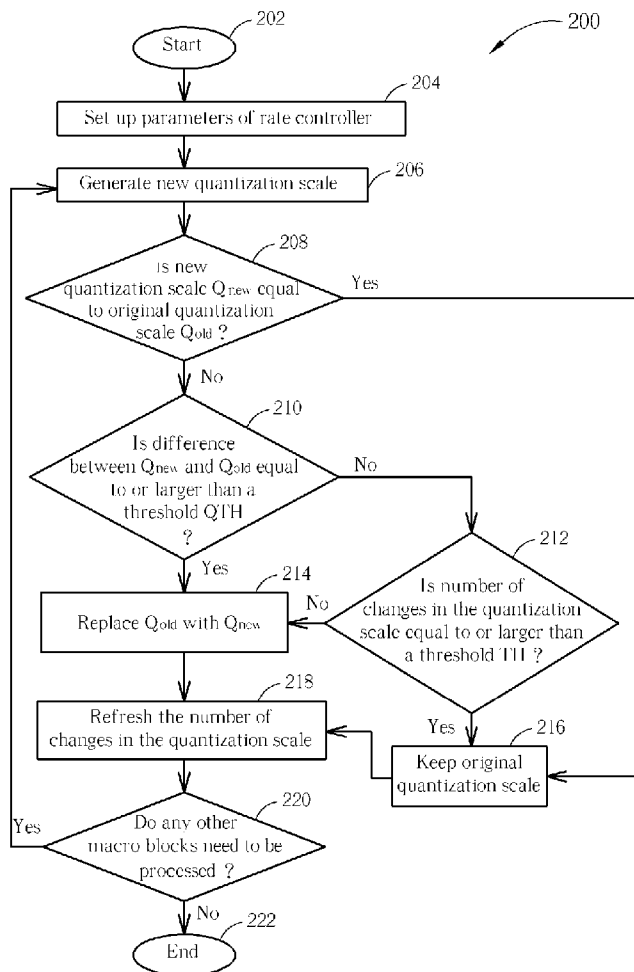 200
202
Start
204
Set up parameters of rate controller
206
Generate new quantization scale
208
Is new
quantization scale Qnew equal
to original quantization
scale Qold ?
Yes
No
210
Is difference
between Qnew and Qold equal
to or larger than a
threshold QTH
?
No
Yes
212
Is number of
changes in the quantization
scale equal to or larger than
a threshold TH ?
No
Yes
214
Replace Qold with Qnew
216
Keep original
quantization scale
218
Refresh the number of
changes in the quantization scale
220
Do any other
macro blocks need to be
processed ?
Yes
No
222
End